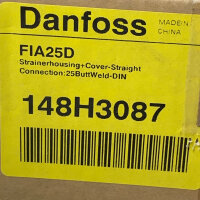 Danfoss
MADE IN
CHINA
FIA25D
Strainerhousing+Cover-Straight
Connection:25ButtWeld-DIN
148H3087